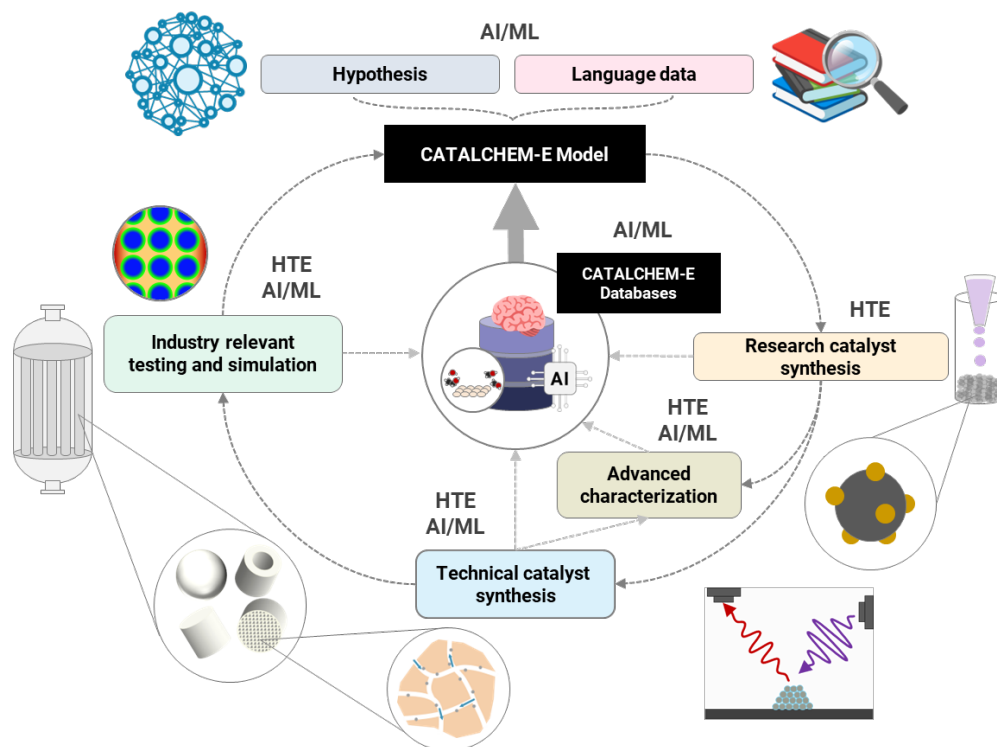 AI/ML
Hypothesis
Language data
CATALCHEM-E Model
AI/ML
CATALCHEM-E
Databases
HTE
AI/ML
HTE
Industry relevant
testing and simulation
Research catalyst
synthesis
AI
HTE
AI/ML
Advanced
characterization
HTE
AI/ML
Technical catalyst
synthesis